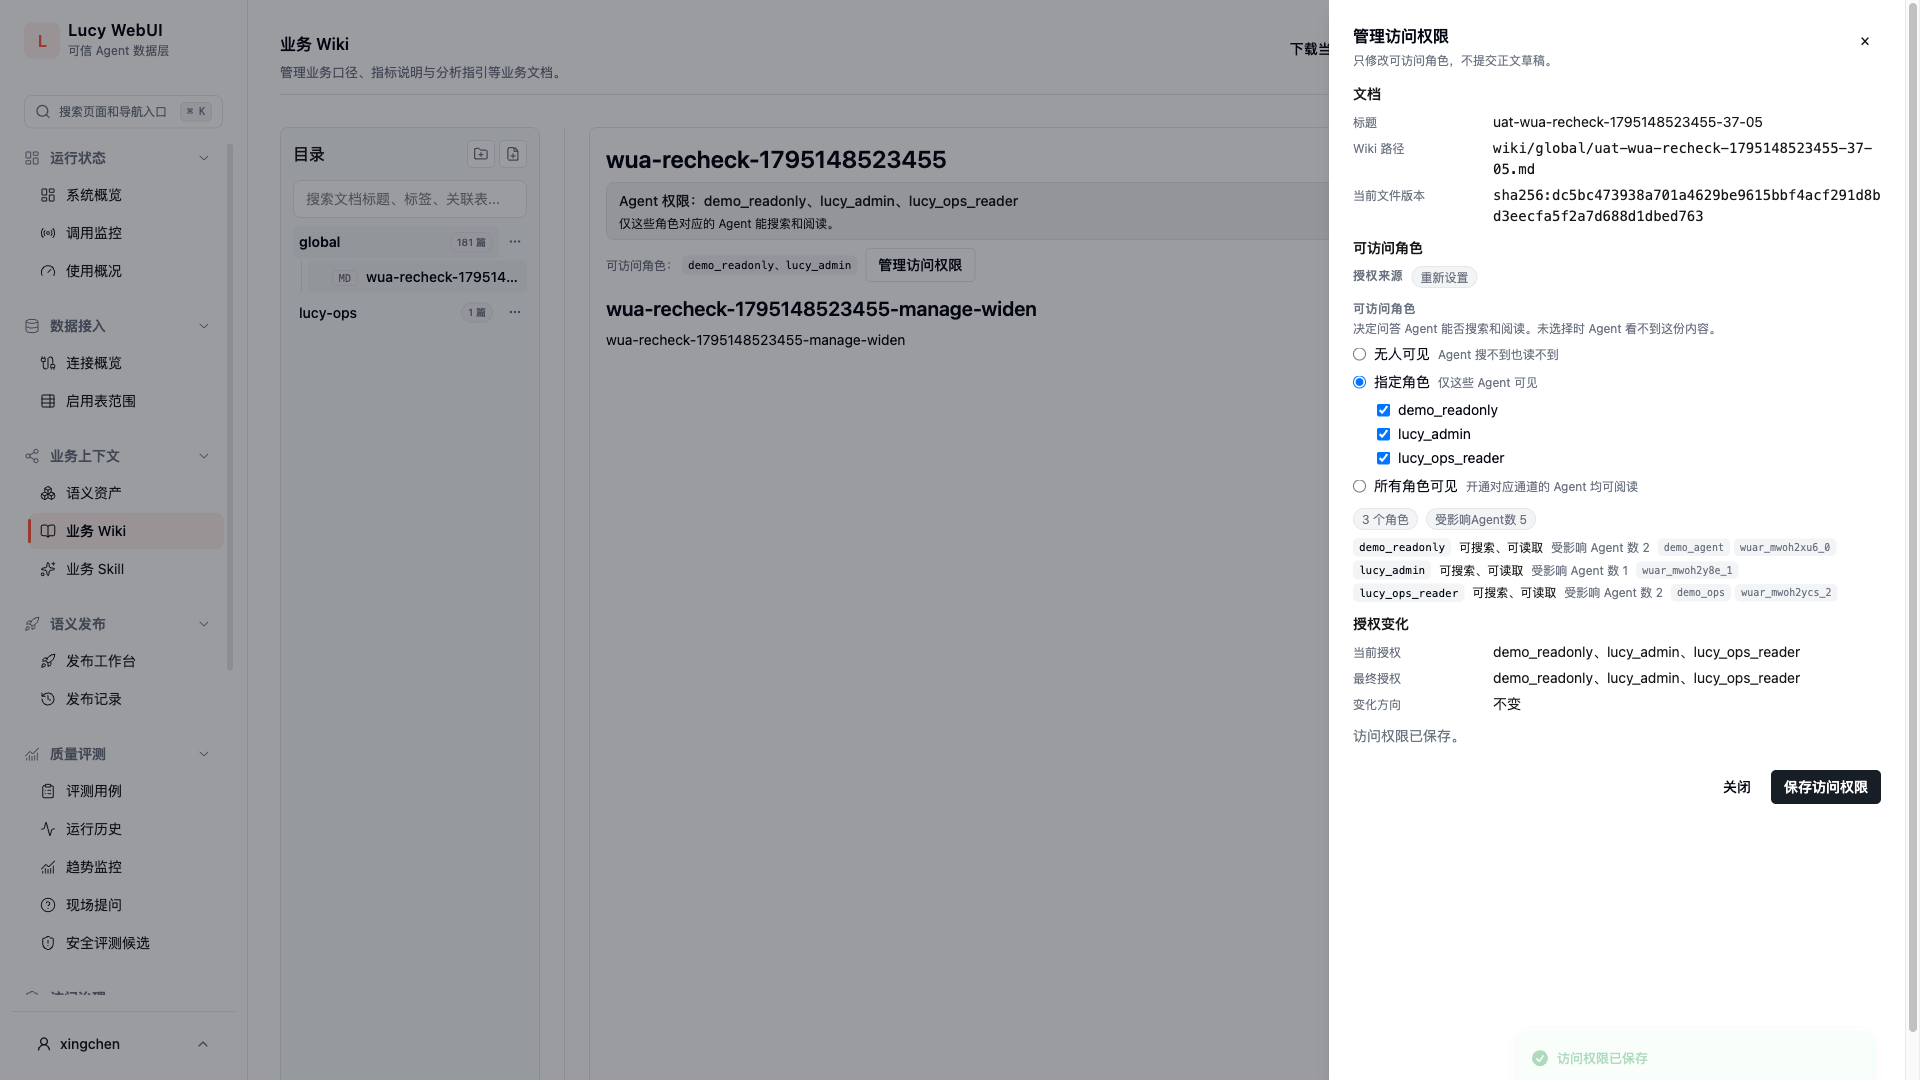 L
Lucy WebUI
可信 Agent 数据层
搜索页面和导航入口
⌘ K
运行状态
系统概览
调用监控
使用概况
数据接入
连接概览
启用表范围
业务上下文
语义资产
业务 Wiki
业务 Skill
语义发布
发布工作台
发布记录
质量评测
评测用例
运行历史
趋势监控
现场提问
安全评测候选
xingchen
业务 Wiki
管理业务口径、指标说明与分析指引等业务文档。
下载当
目录
搜索文档标题、标签、关联表...
global
181 篇
...
MD
wua-recheck-179514...
lucy-ops
1 篇
...
wua-recheck-1795148523455
Agent 权限：demo_readonly、lucy_admin、lucy_ops_reader
仅这些角色对应的 Agent 能搜索和阅读。
可访问角色：
demo_readonly、lucy_admin
管理访问权限
wua-recheck-1795148523455-manage-widen
wua-recheck-1795148523455-manage-widen
管理访问权限
只修改可访问角色，不提交正文草稿。
文档
标题
uat-wua-recheck-1795148523455-37-05
Wiki 路径
wiki/global/uat-wua-recheck-1795148523455-37-
05.md
当前文件版本
sha256:dc5bc473938a701a4629be9615bbf4acf291d8b
d3eecfa5f2a7d688d1dbed763
可访问角色
授权来源
重新设置
可访问角色
决定问答 Agent 能否搜索和阅读。未选择时 Agent 看不到这份内容。
无人可见 Agent 搜不到也读不到
指定角色 仅这些 Agent 可见
demo_readonly
lucy_admin
lucy_ops_reader
所有角色可见 开通对应通道的 Agent 均可阅读
3 个角色
受影响Agent数 5
demo_readonly 可搜索、可读取 受影响 Agent 数 2 demo_agent wuar_mwoh2xu6_0
lucy_admin 可搜索、可读取 受影响 Agent 数 1 wuar_mwoh2y8e_1
lucy_ops_reader 可搜索、可读取 受影响 Agent 数 2 demo_ops wuar_mwoh2ycs_2
授权变化
当前授权
demo_readonly、lucy_admin、lucy_ops_reader
最终授权
demo_readonly、lucy_admin、lucy_ops_reader
变化方向
不变
访问权限已保存。
关闭
保存访问权限
访问权限已保存